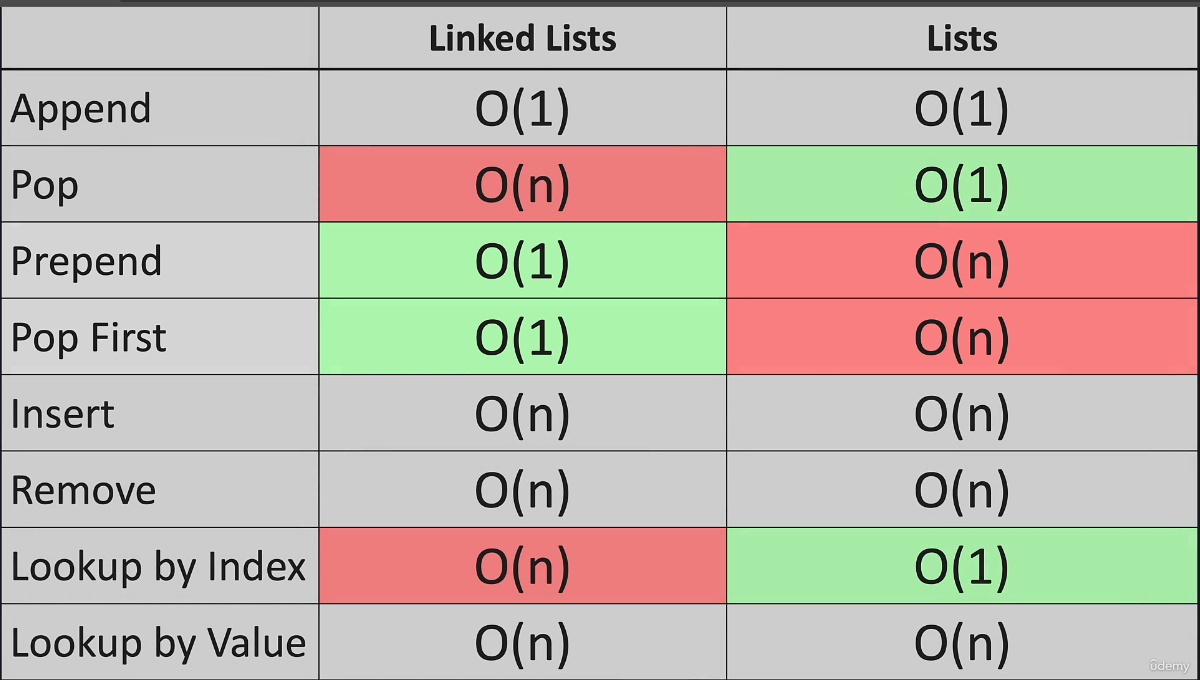 Linked Lists Lists
Append O(1) O(1)
Pop O(n) O(1)
Prepend O(1) O(n)
Pop First O(1) O(n)
Insert O(n) O(n)
Remove O(n) O(n)
Lookup by Index O(n) O(1)
Lookup by Value O(n) O(n)
ûdemy